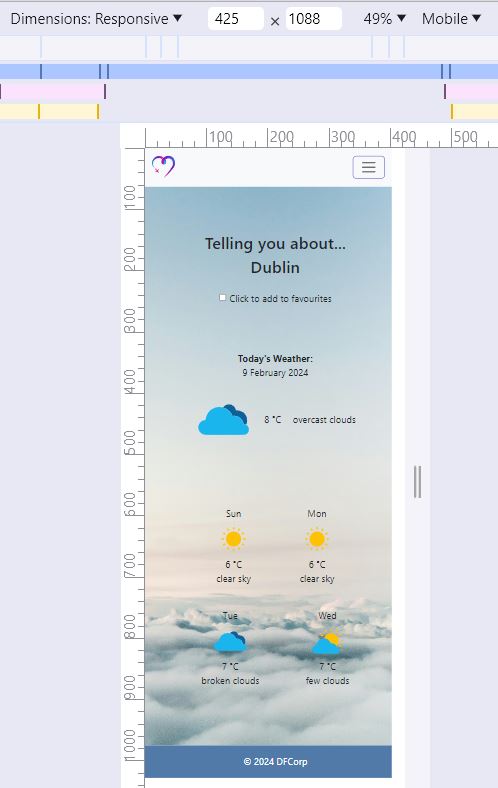 Dimensions: Responsive ▼ 425 × 1088 49% ▼ Mobile ▼
100 200 300 400 500
100
200
300
400
500
600
700
800
900
1000
Telling you about...
Dublin
Click to add to favourites
Today's Weather:
9 February 2024
8 °C overcast clouds
Sun Mon
6 °C 6 °C
clear sky clear sky
Tue Wed
7 °C 7 °C
broken clouds few clouds
© 2024 DFCorp